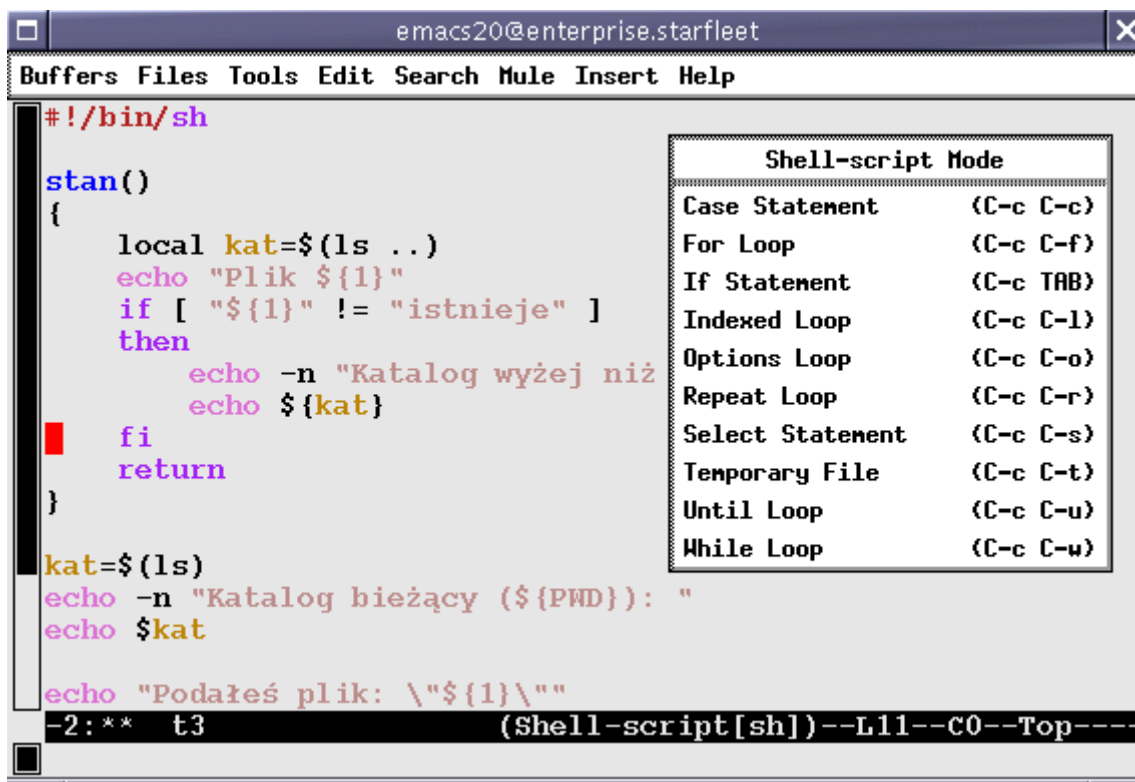 emacs20@enterprise.starfleet
Buffers Files Tools Edit Search Mule Insert Help
#!/bin/sh
stan()
{
    local kat=$(ls ..)
    echo "Plik ${1}"
    if [ "${1}" != "istnieje" ]
    then
        echo -n "Katalog wyżej niż
        echo ${kat}
    fi
    return
}
kat=$(ls)
echo -n "Katalog bieżący (${PWD}): "
echo $kat
echo "Podałeś plik: \"${1}\""
Shell-script Mode
Case Statement (C-c C-c)
For Loop (C-c C-f)
If Statement (C-c TAB)
Indexed Loop (C-c C-l)
Options Loop (C-c C-o)
Repeat Loop (C-c C-r)
Select Statement (C-c C-s)
Temporary File (C-c C-t)
Until Loop (C-c C-u)
While Loop (C-c C-w)
-2:** t3 (Shell-script[sh])--L11--C0--Top----